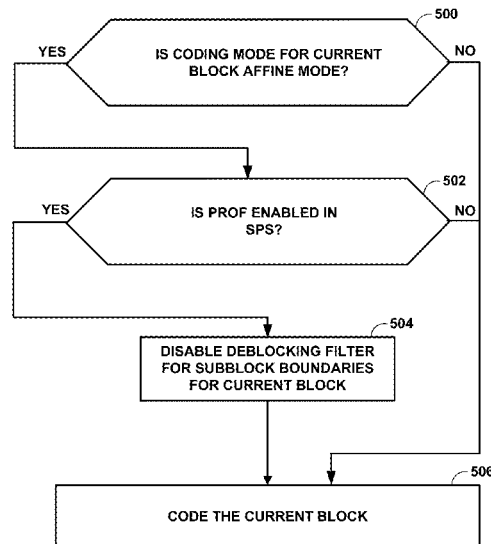 500
YES
IS CODING MODE FOR CURRENT
BLOCK AFFINE MODE?
NO
502
YES
IS PROF ENABLED IN
SPS?
NO
504
DISABLE DEBLOCKING FILTER
FOR SUBBLOCK BOUNDARIES
FOR CURRENT BLOCK
506
CODE THE CURRENT BLOCK